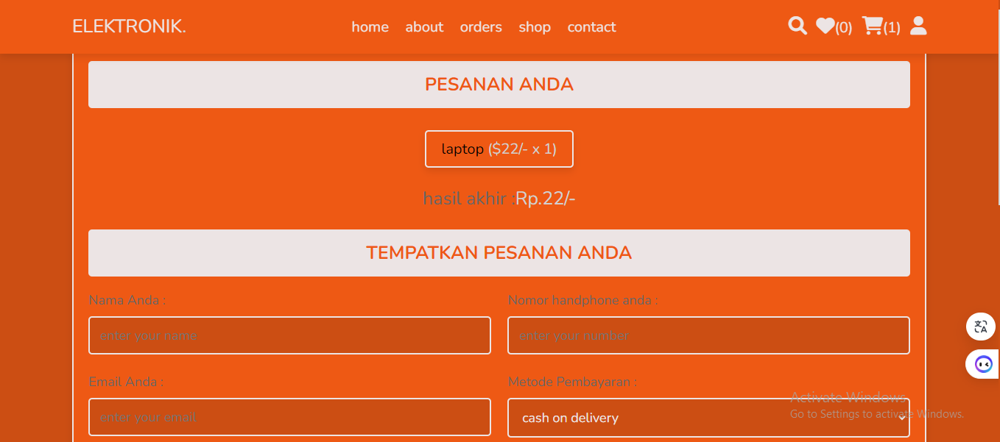 ELEKTRONIK. home about orders shop contact (0) (1)
PESANAN ANDA
laptop ($22/- x 1)
hasil akhir :Rp.22/-
TEMPATKAN PESANAN ANDA
Nama Anda : Nomor handphone anda :
enter your name enter your number
Email Anda : Metode Pembayaran :
Activate Windows
enter your email cash on delivery
Go to Settings to activate Windows.